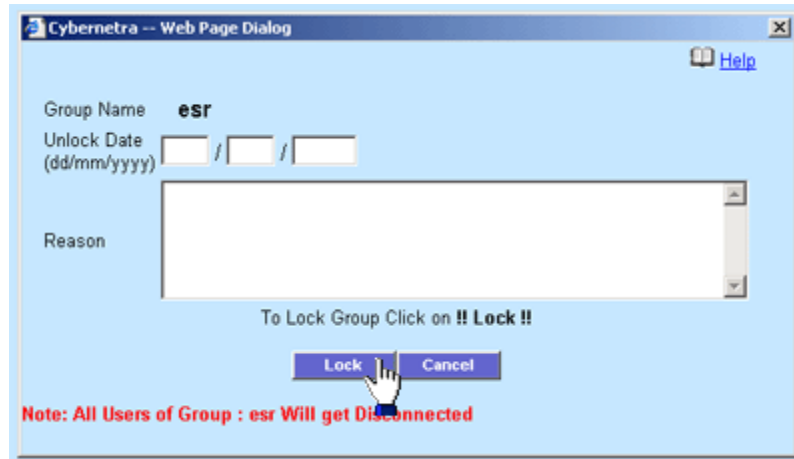 Cybernetra -- Web Page Dialog
Help
Group Name esr
Unlock Date
(dd/mm/yyyy) / /
Reason
To Lock Group Click on !! Lock !!
Lock Cancel
Note: All Users of Group : esr Will get Disconnected